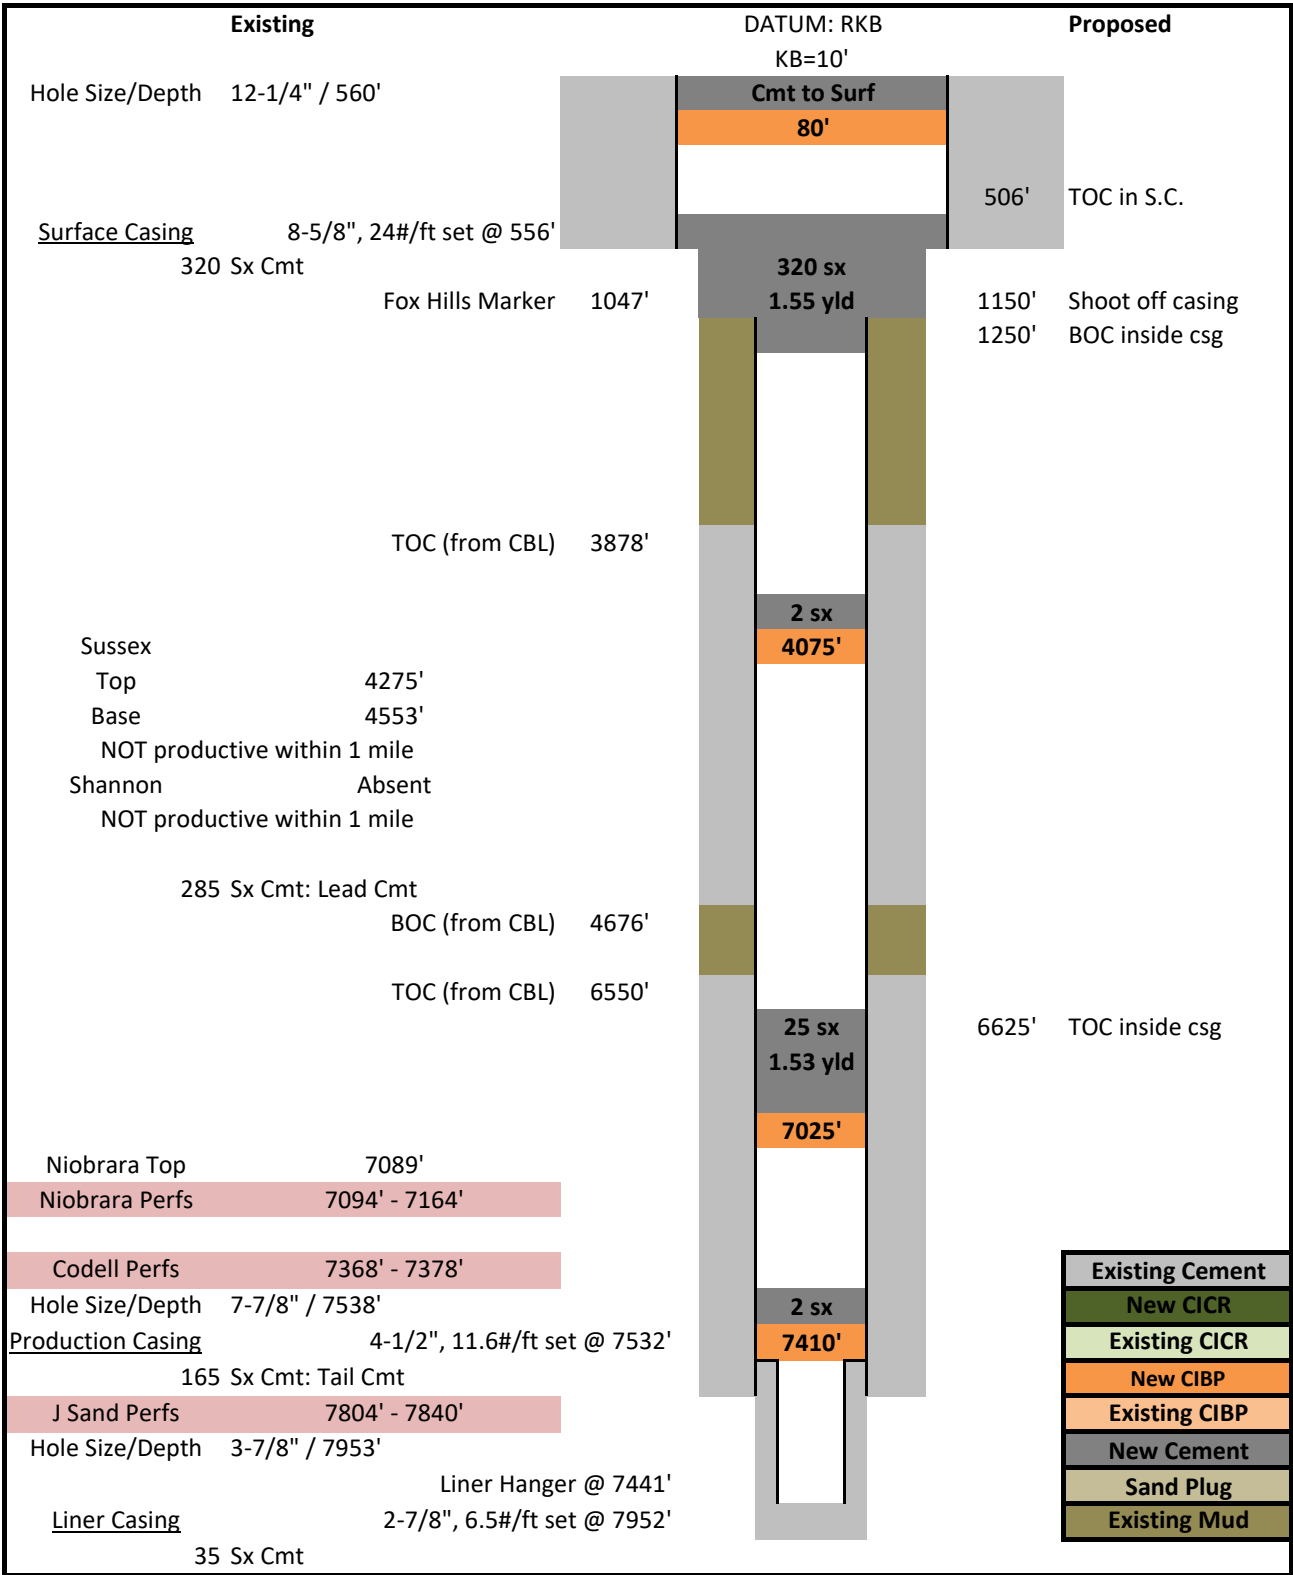 Existing DATUM: RKB Proposed
KB=10'
Hole Size/Depth 12-1/4" / 560' Cmt to Surf
80'
506' TOC in S.C.
Surface Casing 8-5/8", 24#/ft set @ 556'
320 Sx Cmt 320 sx
Fox Hills Marker 1047' 1.55 yld 1150' Shoot off casing
1250' BOC inside csg
TOC (from CBL) 3878'
2 sx
Sussex 4075'
Top 4275'
Base 4553'
NOT productive within 1 mile
Shannon Absent
NOT productive within 1 mile
285 Sx Cmt: Lead Cmt
BOC (from CBL) 4676'
TOC (from CBL) 6550'
25 sx 6625' TOC inside csg
1.53 yld
7025'
Niobrara Top 7089'
Niobrara Perfs 7094' - 7164'
Codell Perfs 7368' - 7378' Existing Cement
Hole Size/Depth 7-7/8" / 7538' 2 sx New CICR
Production Casing 4-1/2", 11.6#/ft set @ 7532' 7410' Existing CICR
165 Sx Cmt: Tail Cmt New CIBP
J Sand Perfs 7804' - 7840' Existing CIBP
Hole Size/Depth 3-7/8" / 7953' New Cement
Liner Hanger @ 7441' Sand Plug
Liner Casing 2-7/8", 6.5#/ft set @ 7952' Existing Mud
35 Sx Cmt